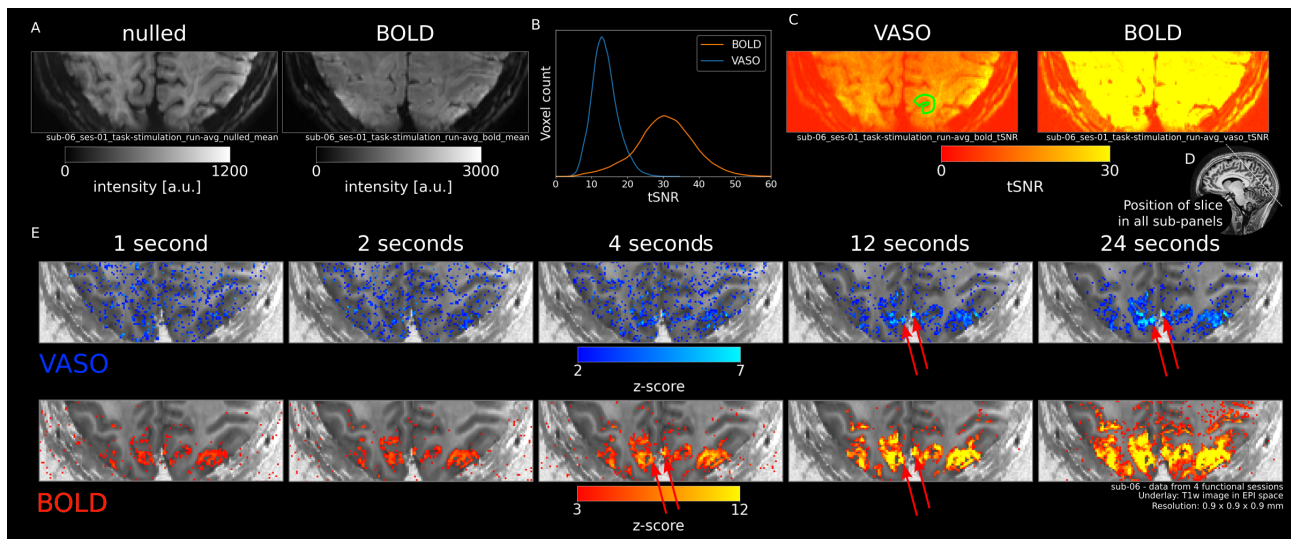 A
nulled
BOLD
sub-06_ses-01_task-stimulation_run-avg_nulled_mean
sub-06_ses-01_task-stimulation_run-avg_bold_mean
0
1200
intensity [a.u.]
0
3000
intensity [a.u.]
B
BOLD
VASO
Voxel count
0
10
20
30
40
50
60
tSNR
C
VASO
BOLD
sub-06_ses-01_task-stimulation_run-avg_bold_tSNR
sub-06_ses-01_task-stimulation_run-avg_vaso_tSNR
0
30
tSNR
D
Position of slice
in all sub-panels
E
1 second
2 seconds
4 seconds
12 seconds
24 seconds
VASO
2
7
z-score
BOLD
3
12
z-score
sub-06 - data from 4 functional sessions
Underlay: T1w image in EPI space
Resolution: 0.9 x 0.9 x 0.9 mm